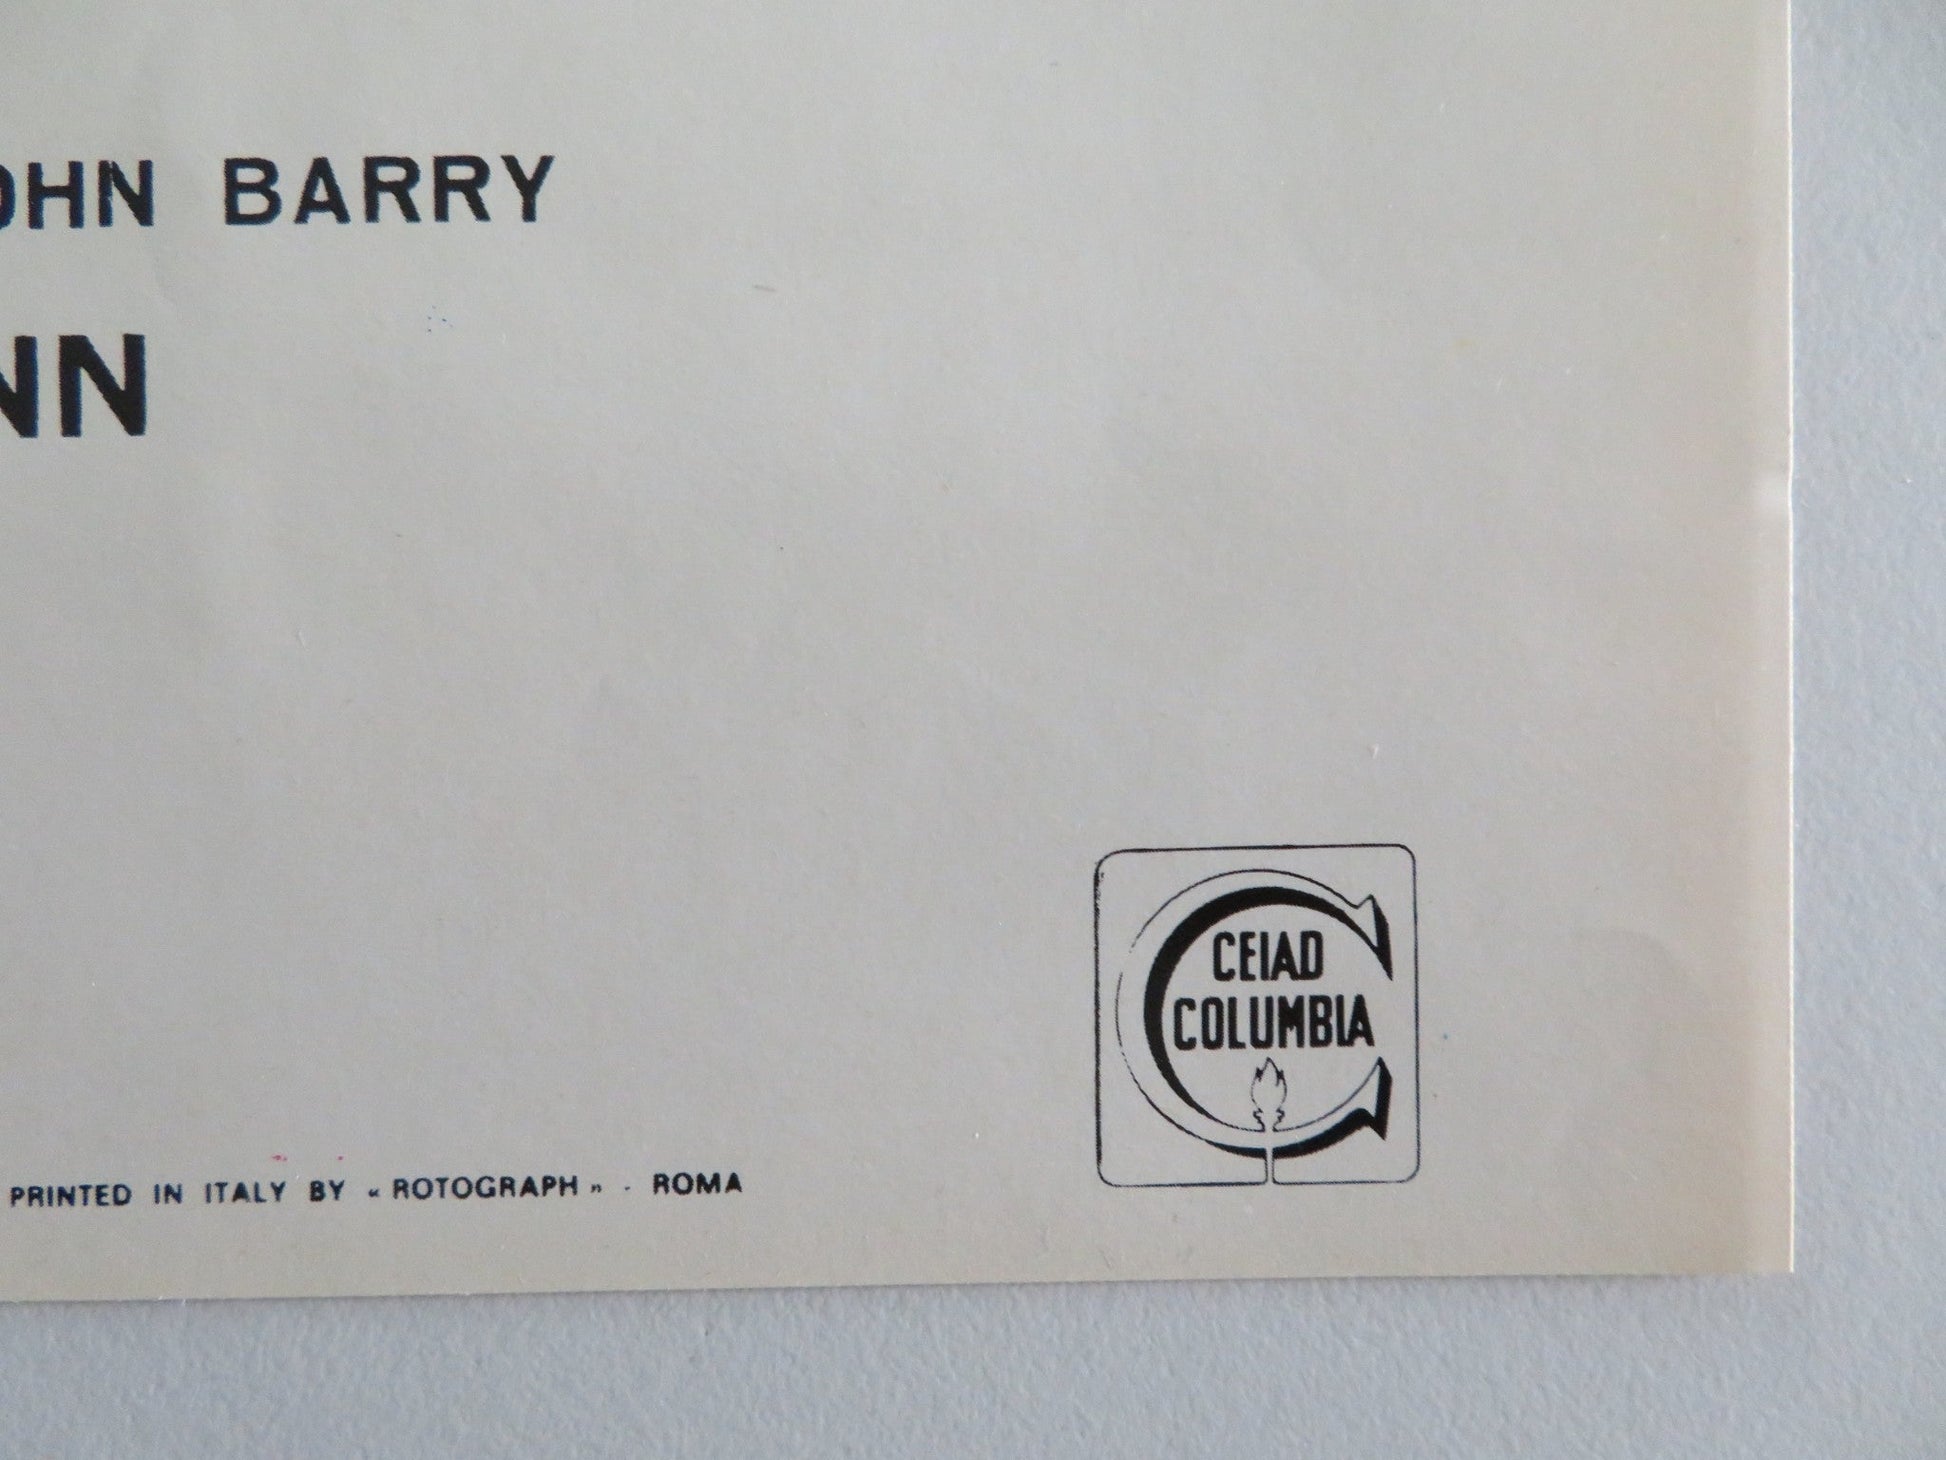 OHN BARRY
NN
CEIAD
COLUMBIA
PRINTED IN ITALY BY « ROTOGRAPH » - ROMA